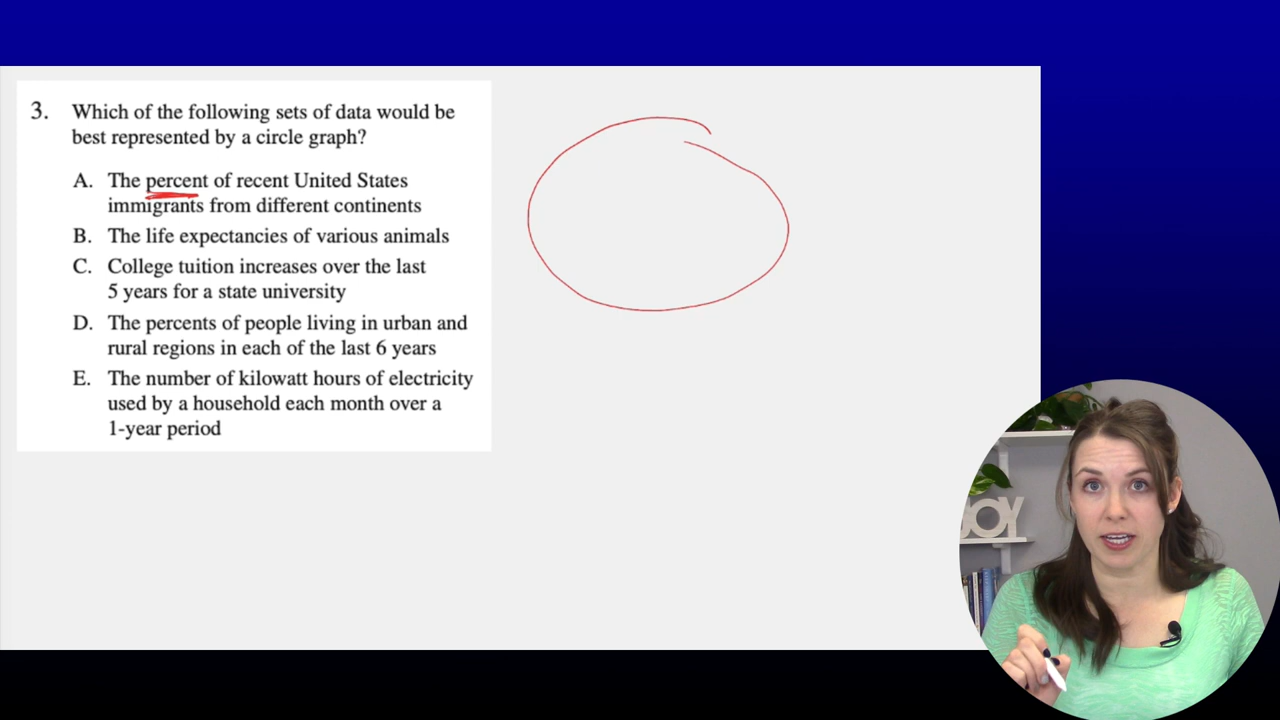 3. Which of the following sets of data would be
best represented by a circle graph?
A. The percent of recent United States
immigrants from different continents
B. The life expectancies of various animals
C. College tuition increases over the last
5 years for a state university
D. The percents of people living in urban and
rural regions in each of the last 6 years
E. The number of kilowatt hours of electricity
used by a household each month over a
1-year period
JOY